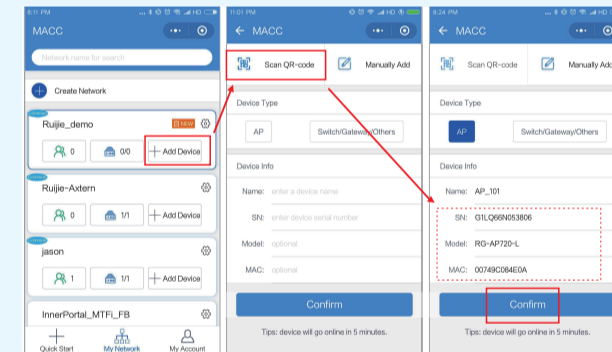 8:11 PM
MACC
Network name for search
Create Network
Ruijie_demo
NEW
0
0/0
Add Device
Ruijie-Axtern
0
1/1
Add Device
jason
1
1/1
Add Device
InnerPortal_MTFi_FB
Quick Start
My Network
My Account
11:01 PM
HD
MACC
Scan QR-code
Manually Add
Device Type
AP
Switch/Gateway/Others
Device Info
Name: enter a device name
SN: enter device serial number
Model: optional
MAC: optional
Confirm
Tips: device will go online in 5 minutes.
8:24 PM
HD
MACC
Scan QR-code
Manually Add
Device Type
AP
Switch/Gateway/Others
Device Info
Name: AP_101
SN: G1LQ66N053806
Model: RG-AP720-L
MAC: 00749C084E0A
Confirm
Tips: device will go online in 5 minutes.